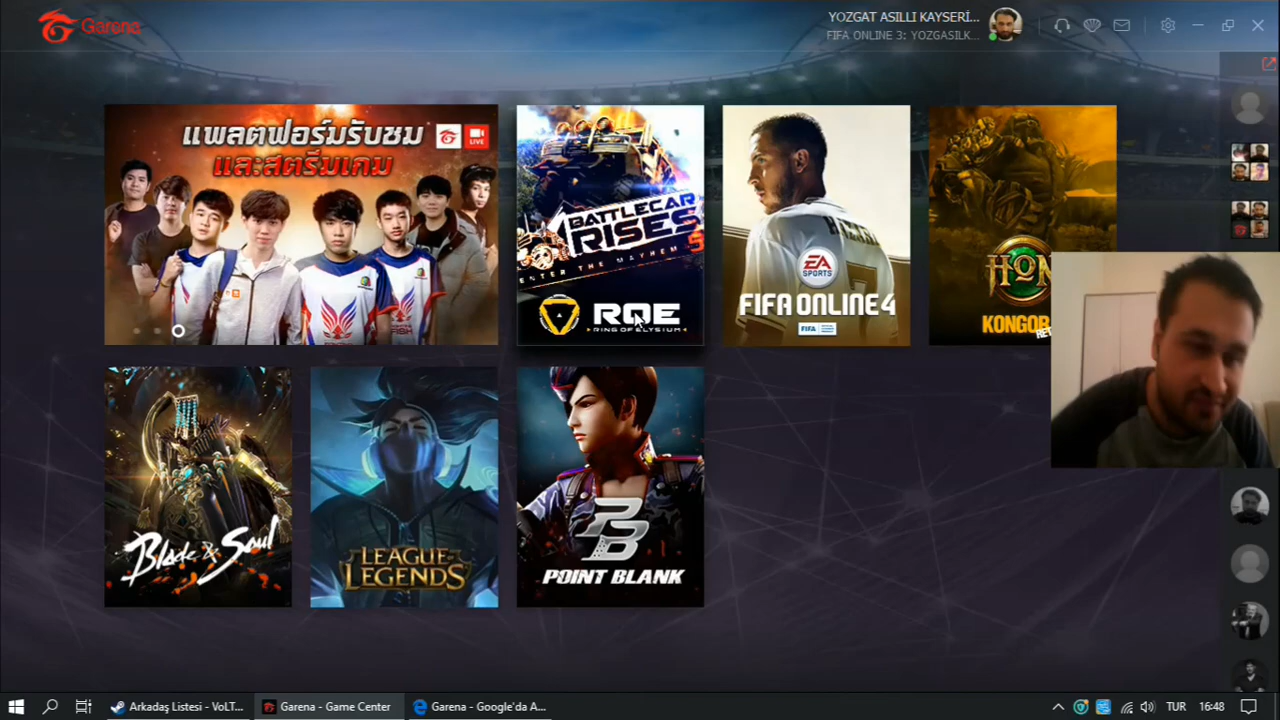 Garena
YOZGAT ASILLI KAYSERİ...
FIFA ONLINE 3: YOZGASILK...
แพลตฟอร์มรับชม
และสตรีมเกม
LIVE
BATTLECAR
RISES
ENTER THE MAYHEM
ROE
RING OF ELYSIUM
EA
SPORTS
FIFA ONLINE 4
FIFA
HON
KONGOR
Blade & Soul
LEAGUE OF
LEGENDS
PB
POINT BLANK
Arkadaş Listesi - VoLT...
Garena - Game Center
Garena - Google'da A...
TUR
16:48